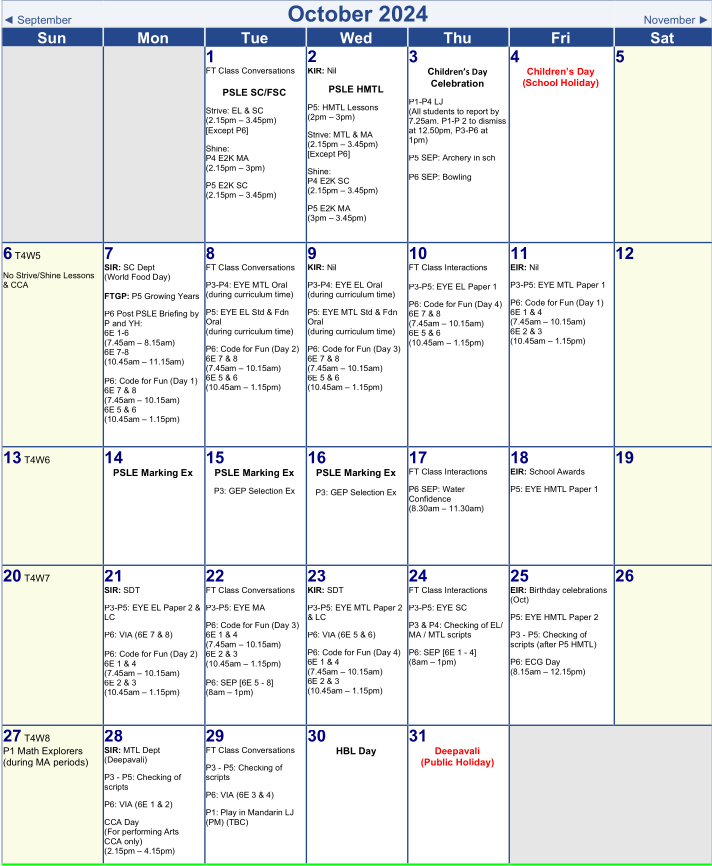 ◄ September
October 2024
November ►
Sun
Mon
Tue
Wed
Thu
Fri
Sat
1
FT Class Conversations
PSLE SC/FSC
Strive: EL & SC
(2.15pm – 3.45pm)
[Except P6]
Shine:
P4 E2K MA
(2.15pm – 3pm)
P5 E2K SC
(2.15pm – 3.45pm)
2
KIR: Nil
PSLE HMTL
P5: HMTL Lessons
(2pm – 3pm)
Strive: MTL & MA
(2.15pm – 3.45pm)
[Except P6]
Shine:
P4 E2K SC
(2.15pm – 3.45pm)
P5 E2K MA
(3pm – 3.45pm)
3
Children's Day
Celebration
P1-P4 LJ
(All students to report by
7.25am. P1-P 2 to dismiss
at 12.50pm, P3-P6 at
1pm)
P5 SEP: Archery in sch
P6 SEP: Bowling
4
Children's Day
(School Holiday)
5
6 T4W5
No Strive/Shine Lessons
& CCA
7
SIR: SC Dept
(World Food Day)
FTGP: P5 Growing Years
P6 Post PSLE Briefing by
P and YH:
6E 1-6
(7.45am – 8.15am)
6E 7-8
(10.45am – 11.15am)
P6: Code for Fun (Day 1)
6E 7 & 8
(7.45am – 10.15am)
6E 5 & 6
(10.45am – 1.15pm)
8
FT Class Conversations
P3-P4: EYE MTL Oral
(during curriculum time)
P5: EYE EL Std & Fdn
Oral
(during curriculum time)
P6: Code for Fun (Day 2)
6E 7 & 8
(7.45am – 10.15am)
6E 5 & 6
(10.45am – 1.15pm)
9
KIR: Nil
P3-P4: EYE EL Oral
(during curriculum time)
P5: EYE MTL Std & Fdn
Oral
(during curriculum time)
P6: Code for Fun (Day 3)
6E 7 & 8
(7.45am – 10.15am)
6E 5 & 6
(10.45am – 1.15pm)
10
FT Class Interactions
P3-P5: EYE EL Paper 1
P6: Code for Fun (Day 4)
6E 7 & 8
(7.45am – 10.15am)
6E 5 & 6
(10.45am – 1.15pm)
11
EIR: Nil
P3-P5: EYE MTL Paper 1
P6: Code for Fun (Day 1)
6E 1 & 4
(7.45am – 10.15am)
6E 2 & 3
(10.45am – 1.15pm)
12
13 T4W6
14
PSLE Marking Ex
15
PSLE Marking Ex
P3: GEP Selection Ex
16
PSLE Marking Ex
P3: GEP Selection Ex
17
FT Class Interactions
P6 SEP: Water
Confidence
(8.30am – 11.30am)
18
EIR: School Awards
P5: EYE HMTL Paper 1
19
20 T4W7
21
SIR: SDT
P3-P5: EYE EL Paper 2 &
LC
P6: VIA (6E 7 & 8)
P6: Code for Fun (Day 2)
6E 1 & 4
(7.45am – 10.15am)
6E 2 & 3
(10.45am – 1.15pm)
22
FT Class Conversations
P3-P5: EYE MA
P6: Code for Fun (Day 3)
6E 1 & 4
(7.45am – 10.15am)
6E 2 & 3
(10.45am – 1.15pm)
P6: SEP [6E 5 - 8]
(8am – 1pm)
23
KIR: SDT
P3-P5: EYE MTL Paper 2
& LC
P6: VIA (6E 5 & 6)
P6: Code for Fun (Day 4)
6E 1 & 4
(7.45am – 10.15am)
6E 2 & 3
(10.45am – 1.15pm)
24
FT Class Interactions
P3-P5: EYE SC
P3 & P4: Checking of EL/
MA / MTL scripts
P6: SEP [6E 1 - 4]
(8am – 1pm)
25
EIR: Birthday celebrations
(Oct)
P5: EYE HMTL Paper 2
P3 - P5: Checking of
scripts (after P5 HMTL)
P6: ECG Day
(8.15am – 12.15pm)
26
27 T4W8
P1 Math Explorers
(during MA periods)
28
SIR: MTL Dept
(Deepavali)
P3 - P5: Checking of
scripts
P6: VIA (6E 1 & 2)
CCA Day
(For performing Arts
CCA only)
(2.15pm – 4.15pm)
29
FT Class Conversations
P3 - P5: Checking of
scripts
P6: VIA (6E 3 & 4)
P1: Play in Mandarin LJ
(PM) (TBC)
30
HBL Day
31
Deepavali
(Public Holiday)